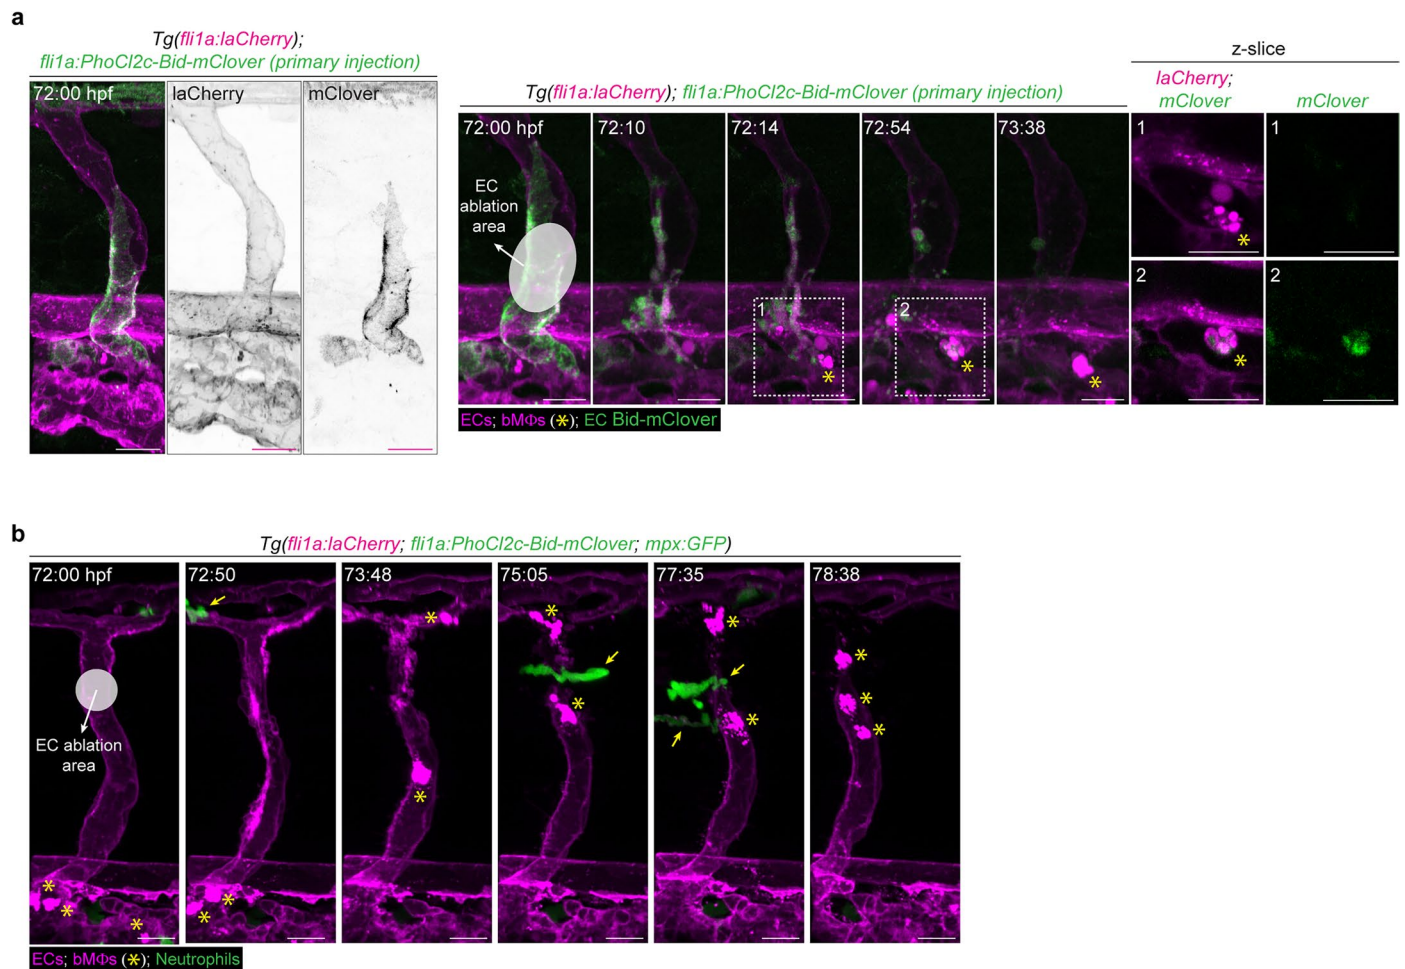 a
Tg(fli1a:laCherry);
fli1a:PhoCl2c-Bid-mClover (primary injection)
72:00 hpf
laCherry
mClover
Tg(fli1a:laCherry); fli1a:PhoCl2c-Bid-mClover (primary injection)
z-slice
laCherry;
mClover
mClover
72:00 hpf
72:10
72:14
72:54
73:38
1
1
EC
ablation
area
*
1
2
*
*
*
2
2
*
ECs; bMΦs (*); EC Bid-mClover
b
Tg(fli1a:laCherry; fli1a:PhoCl2c-Bid-mClover; mpx:GFP)
72:00 hpf
72:50
73:48
75:05
77:35
78:38
EC ablation
area
*
*
*
*
*
*
*
*
*
*
*
*
*
*
ECs; bMΦs (*); Neutrophils